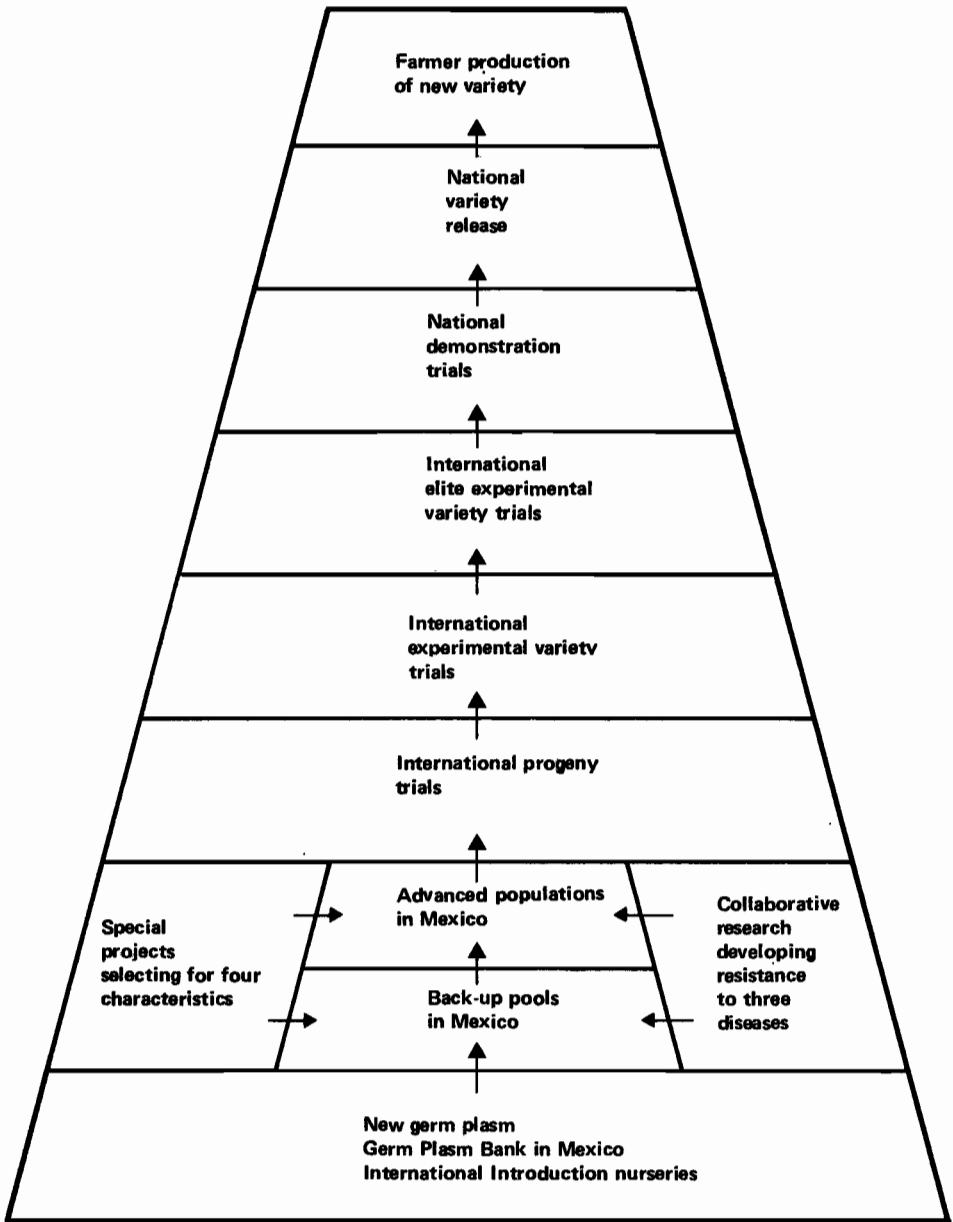 Farmer production
of new variety
National
variety
release
National
demonstration
trials
International
elite experimental
variety trials
International
experimental variety
trials
International progeny
trials
Advanced populations
in Mexico
Special
projects
selecting for four
characteristics
Collaborative
research
developing
resistance
to three
diseases
Back-up pools
in Mexico
New germ plasm
Germ Plasm Bank in Mexico
International Introduction nurseries